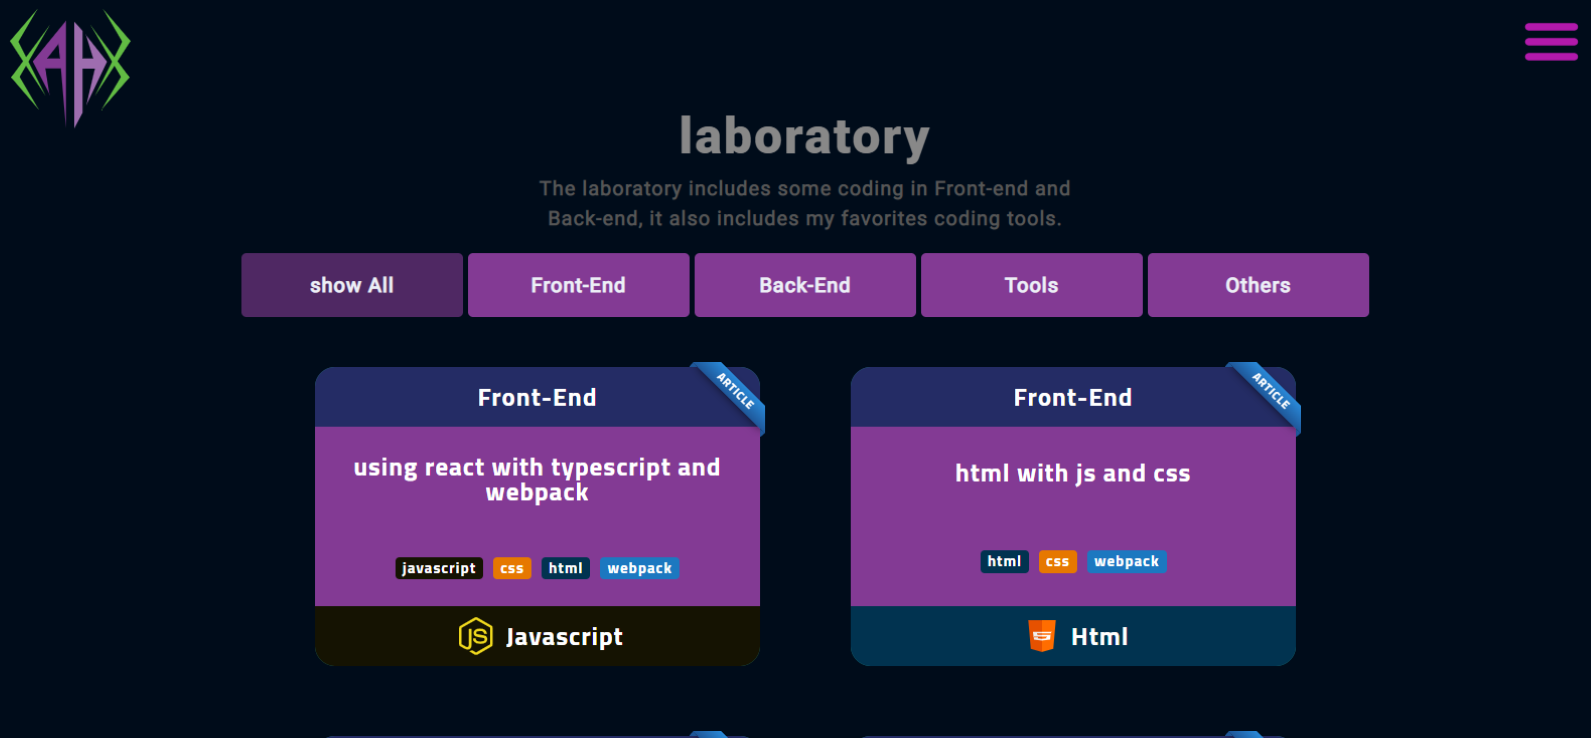 AH
laboratory
The laboratory includes some coding in Front-end and
Back-end, it also includes my favorites coding tools.
show All
Front-End
Back-End
Tools
Others
Front-End
ARTICLE
using react with typescript and
webpack
javascript css html webpack
JS Javascript
Front-End
ARTICLE
html with js and css
html css webpack
Html